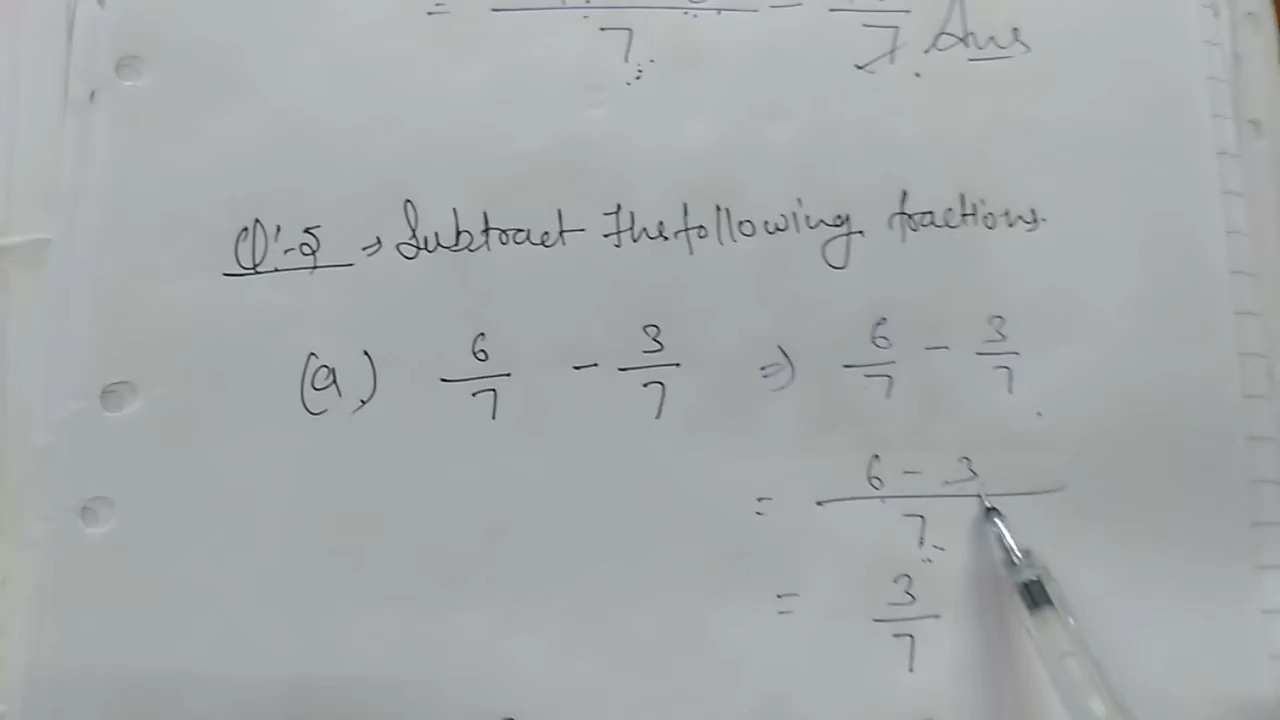 = — - —
7 7 Ans
Q'-5 → Subtract the following fractions.
(a) 6/7 - 3/7 ⇒ 6/7 - 3/7
= 6 - 3/7
= 3/7